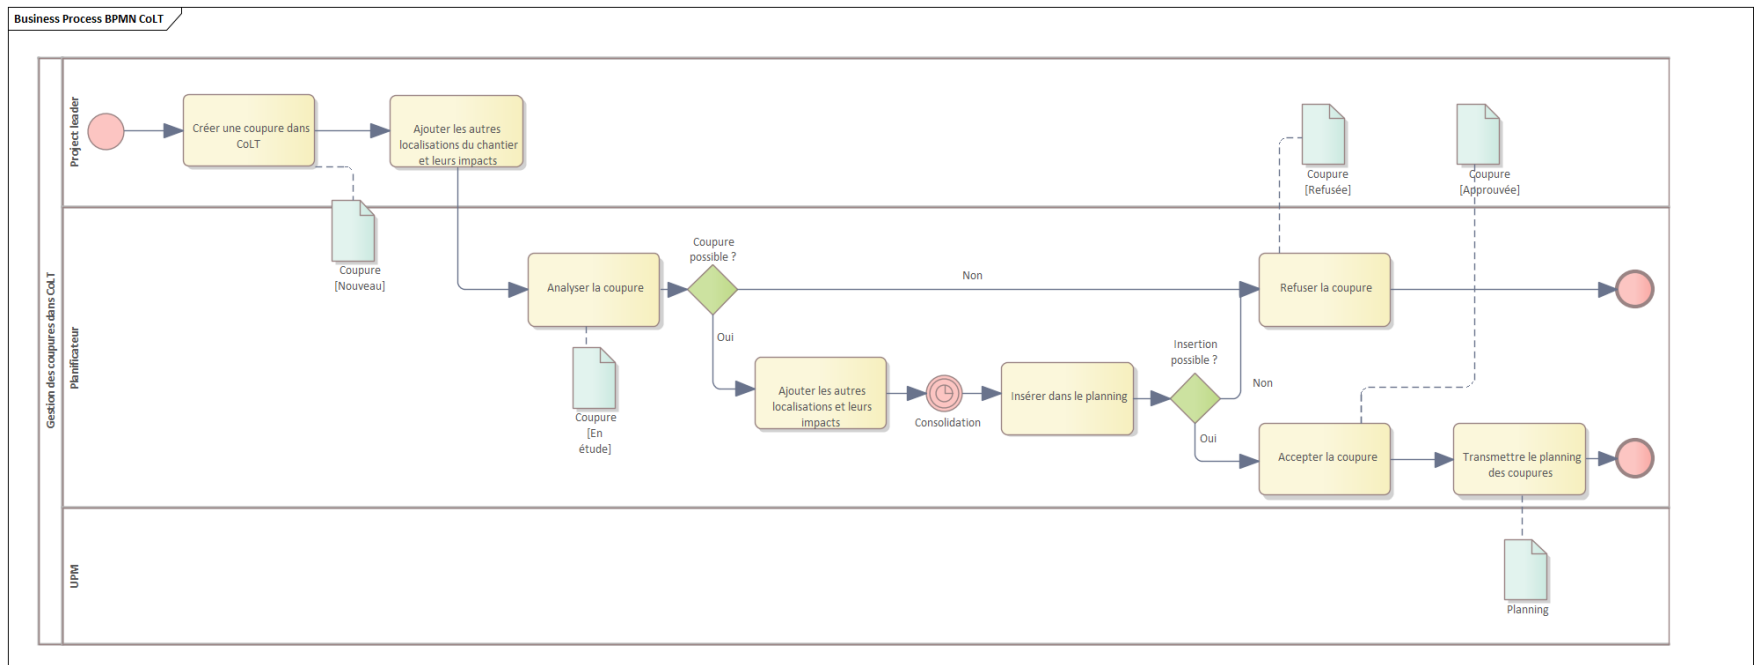 Business Process BPMN CoLT
Gestion des coupures dans CoLT
Project leader
Créer une coupure dans
CoLT
Ajouter les autres
localisations du chantier
et leurs impacts
Coupure
[Nouveau]
Coupure
[Refusée]
Coupure
[Approuvée]
Planificateur
Analyser la coupure
Coupure
[En
étude]
Coupure
possible ?
Non
Oui
Ajouter les autres
localisations et leurs
impacts
Consolidation
Insérer dans le planning
Insertion
possible ?
Non
Oui
Refuser la coupure
Accepter la coupure
Transmettre le planning
des coupures
UPM
Planning